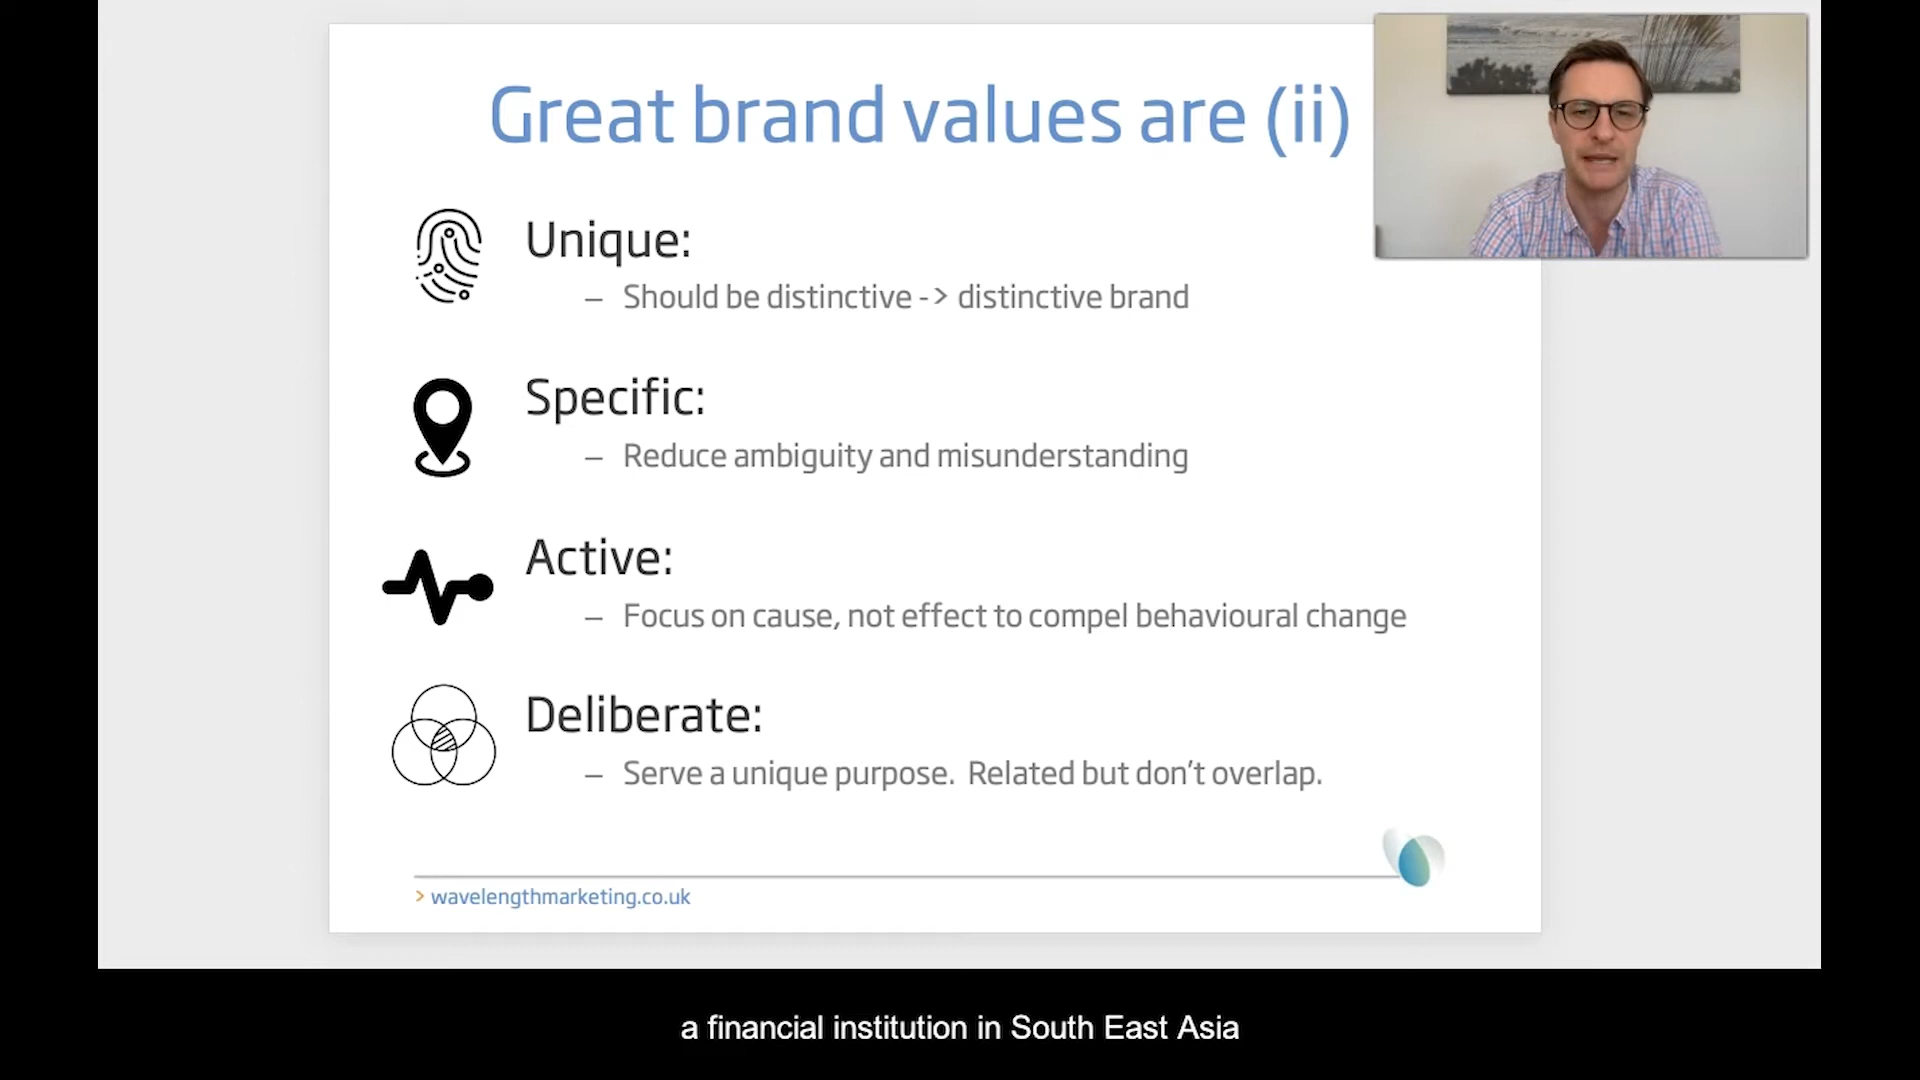 Great brand values are (ii)
Unique:
– Should be distinctive -> distinctive brand
Specific:
– Reduce ambiguity and misunderstanding
Active:
– Focus on cause, not effect to compel behavioural change
Deliberate:
– Serve a unique purpose. Related but don't overlap.
> wavelengthmarketing.co.uk
a financial institution in South East Asia